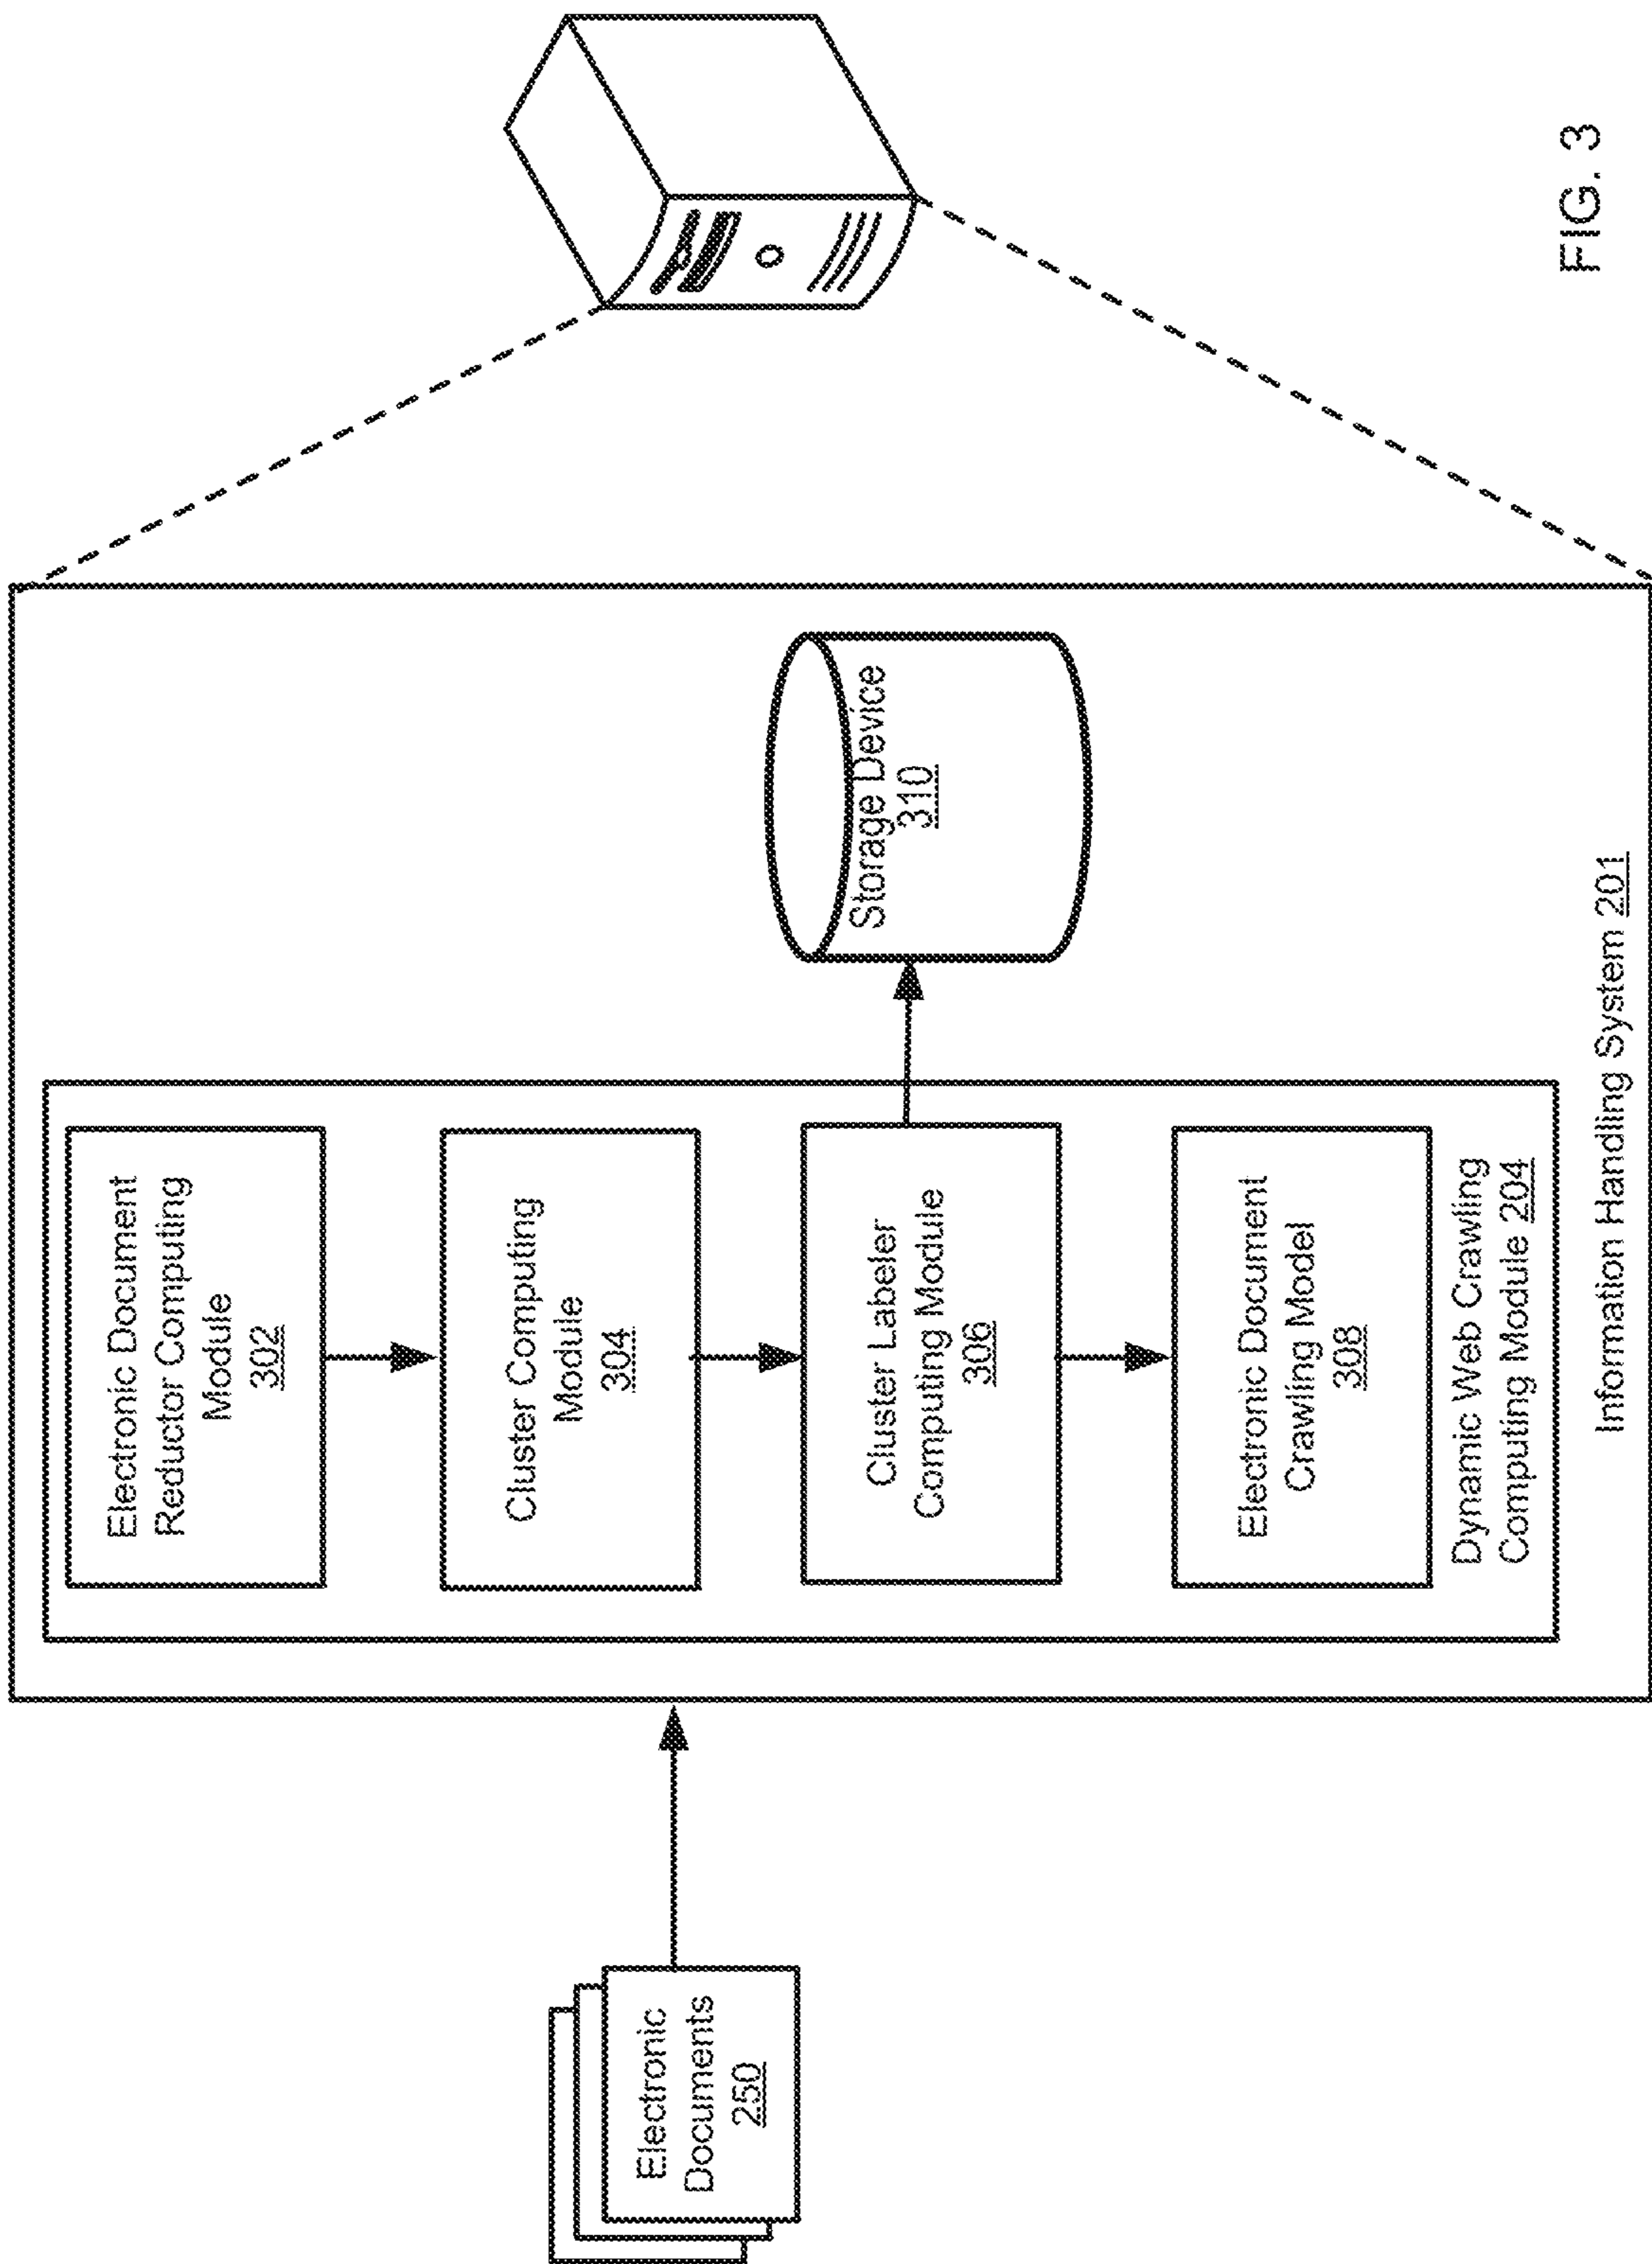 Electronic
Documents
250
Electronic Document
Reductor Computing
Module
302
Cluster Computing
Module
304
Cluster Labeler
Computing Module
306
Electronic Document
Crawling Model
308
Dynamic Web Crawling
Computing Module 204
Storage Device
310
Information Handling System 201
FIG. 3